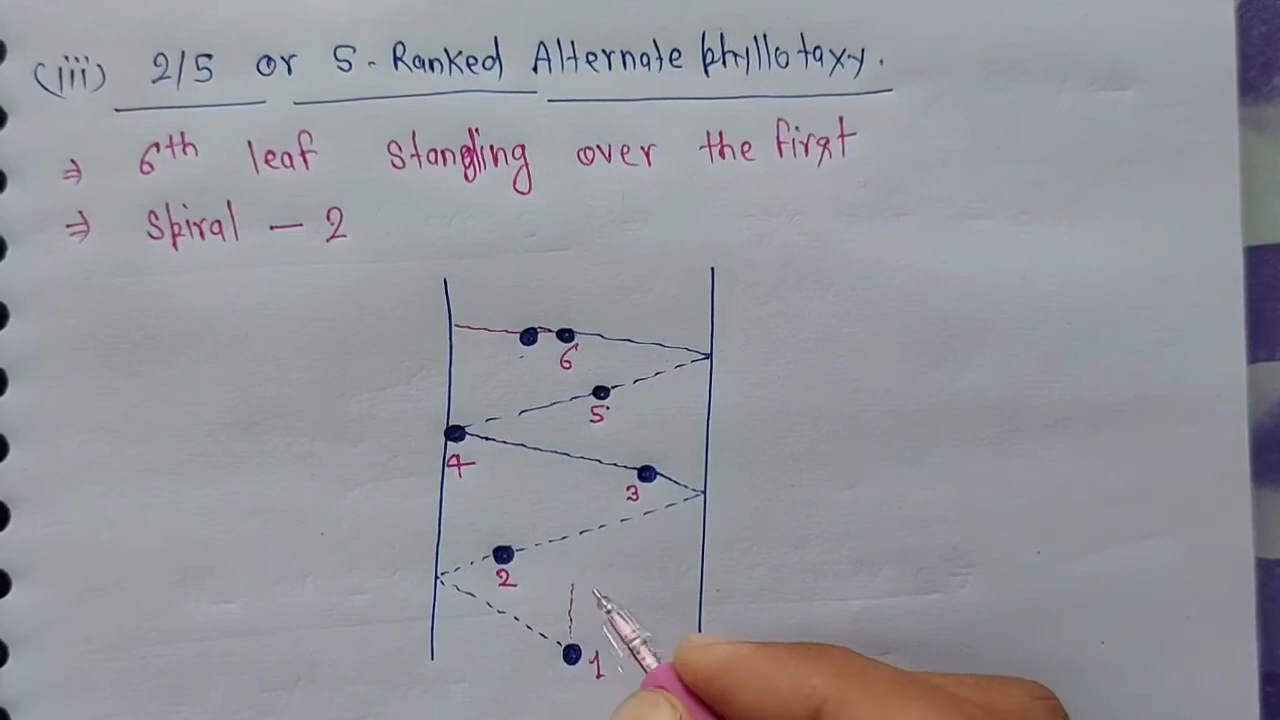 (iii) 2/5 or 5-Ranked Alternate phyllotaxy.
⇒ 6th leaf Stangling over the first
⇒ Spiral - 2
6
5
4
3
2
1